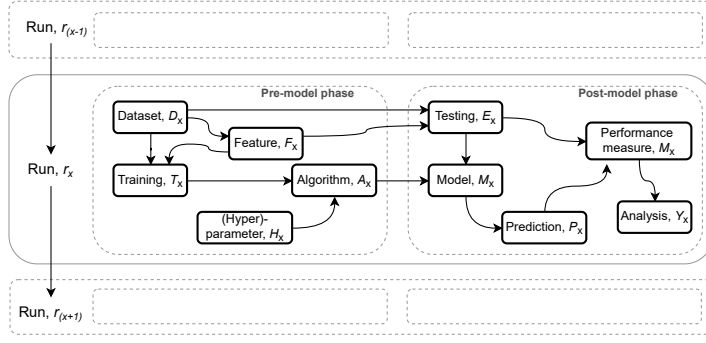 Run, r(x-1)
Pre-model phase
Post-model phase
Dataset, Dx
Testing, Ex
Feature, Fx
Performance
measure, Mx
Run, rx
Training, Tx
Algorithm, Ax
Model, Mx
(Hyper)-
parameter, Hx
Prediction, Px
Analysis, Yx
Run, r(x+1)